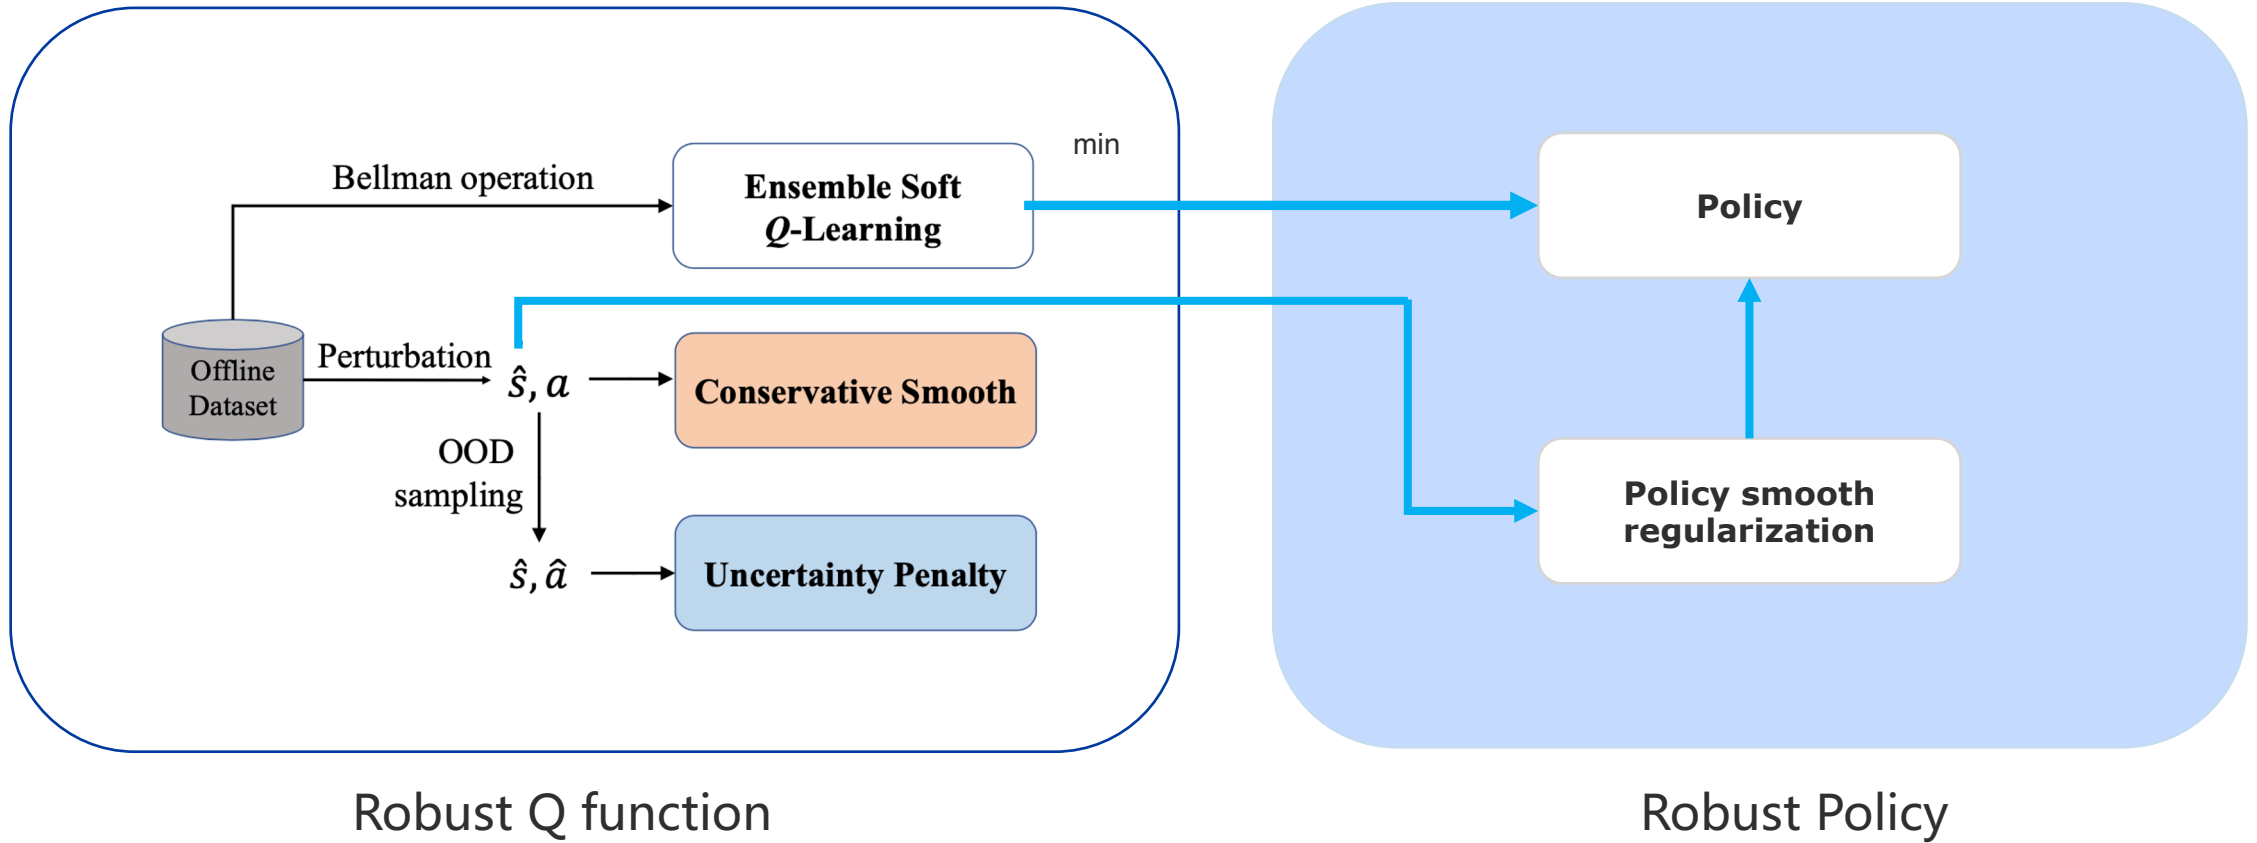 min
Bellman operation
Ensemble Soft
Q-Learning
Policy
Offline
Dataset
Perturbation
ŝ, a
Conservative Smooth
OOD
sampling
ŝ, â
Uncertainty Penalty
Policy smooth
regularization
Robust Q function
Robust Policy